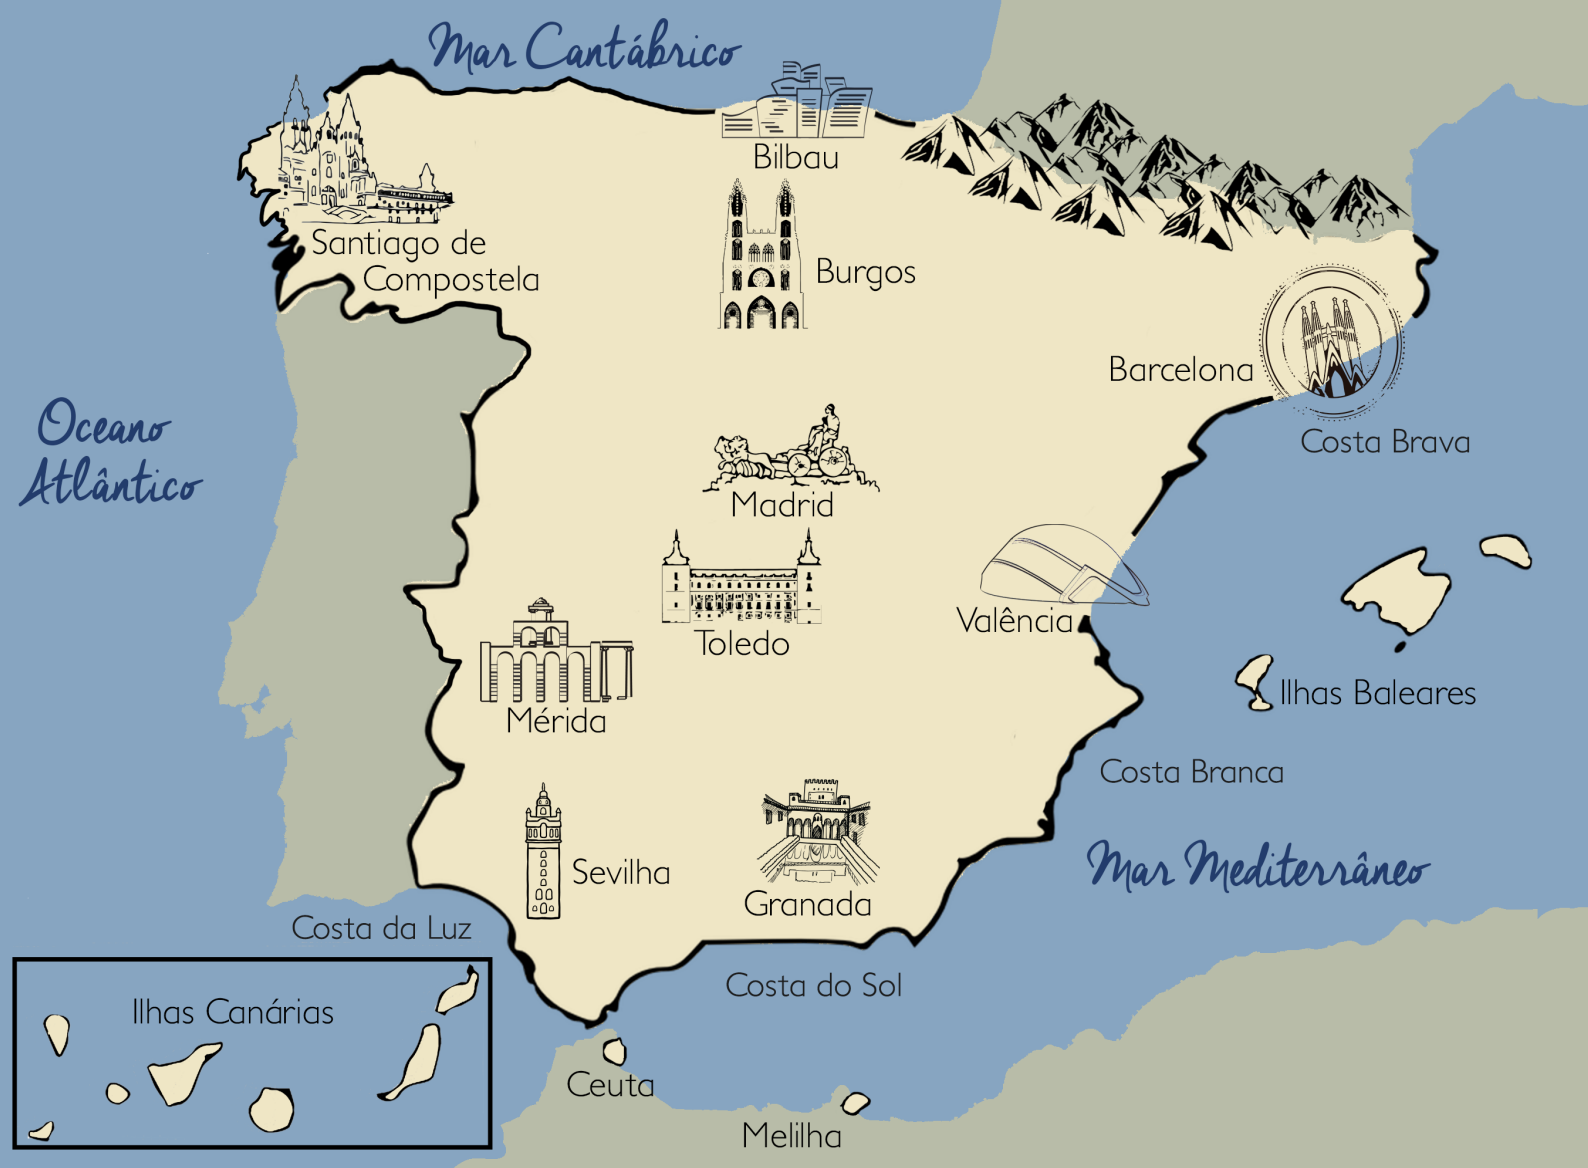 Mar Cantábrico
Bilbau
Santiago de
Compostela
Burgos
Barcelona
Oceano
Atlântico
Costa Brava
Madrid
Valência
Toledo
Ilhas Baleares
Mérida
Costa Branca
Mar Mediterrâneo
Sevilha
Granada
Costa da Luz
Costa do Sol
Ilhas Canárias
Ceuta
Melilha